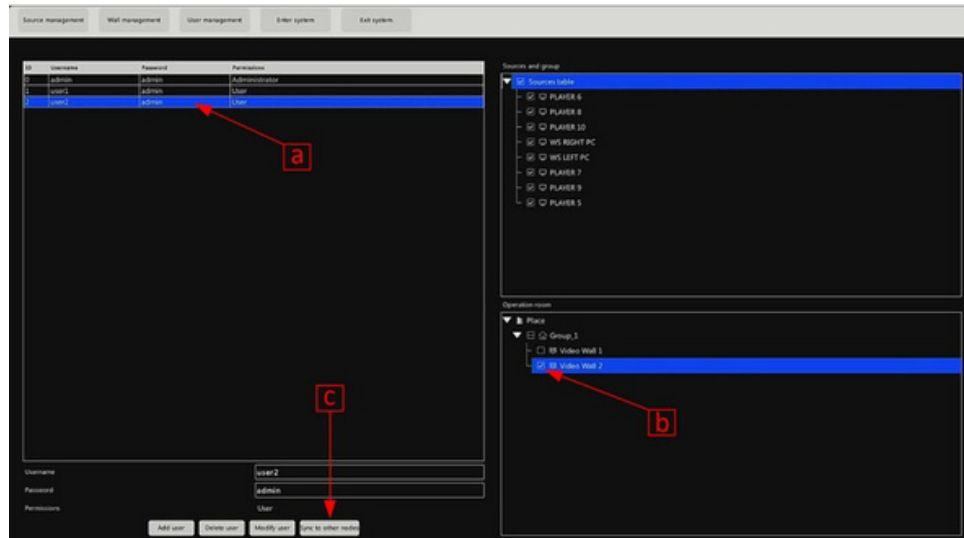 Source management Wall management User management Enter system Exit system
ID Username Password Permissions
0 admin admin Administrator
1 user1 admin User
2 user2 admin User
a
Sources and group
Sources table
PLAYER 6
PLAYER 8
PLAYER 10
WS RIGHT PC
WS LEFT PC
PLAYER 7
PLAYER 9
PLAYER 5
Operation room
Place
Group_1
Video Wall 1
Video Wall 2
b
c
Username user2
Password admin
Permissions User
Add user Delete user Modify user Sync to other nodes